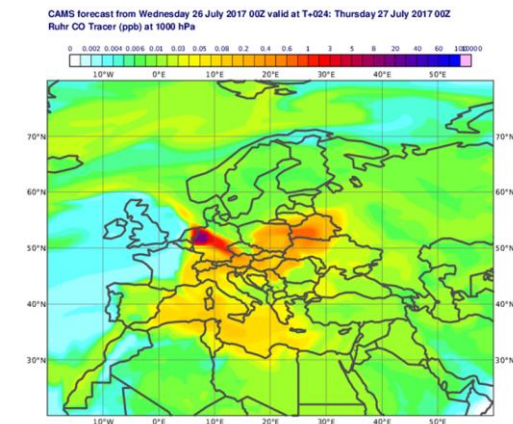 CAMS forecast from Wednesday 26 July 2017 00Z valid at T+024: Thursday 27 July 2017 00Z
Ruhr CO Tracer (ppb) at 1000 hPa
0 0.002 0.004 0.006 0.01 0.03 0.05 0.08 0.2 0.4 0.6 1 3 5 8 20 40 60 80
10°W 0°E 10°E 20°E 30°E 40°E 50°E
70°N 70°N
60°N 60°N
50°N 50°N
40°N 40°N
30°N 30°N
10°W 0°E 10°E 20°E 30°E 40°E 50°E